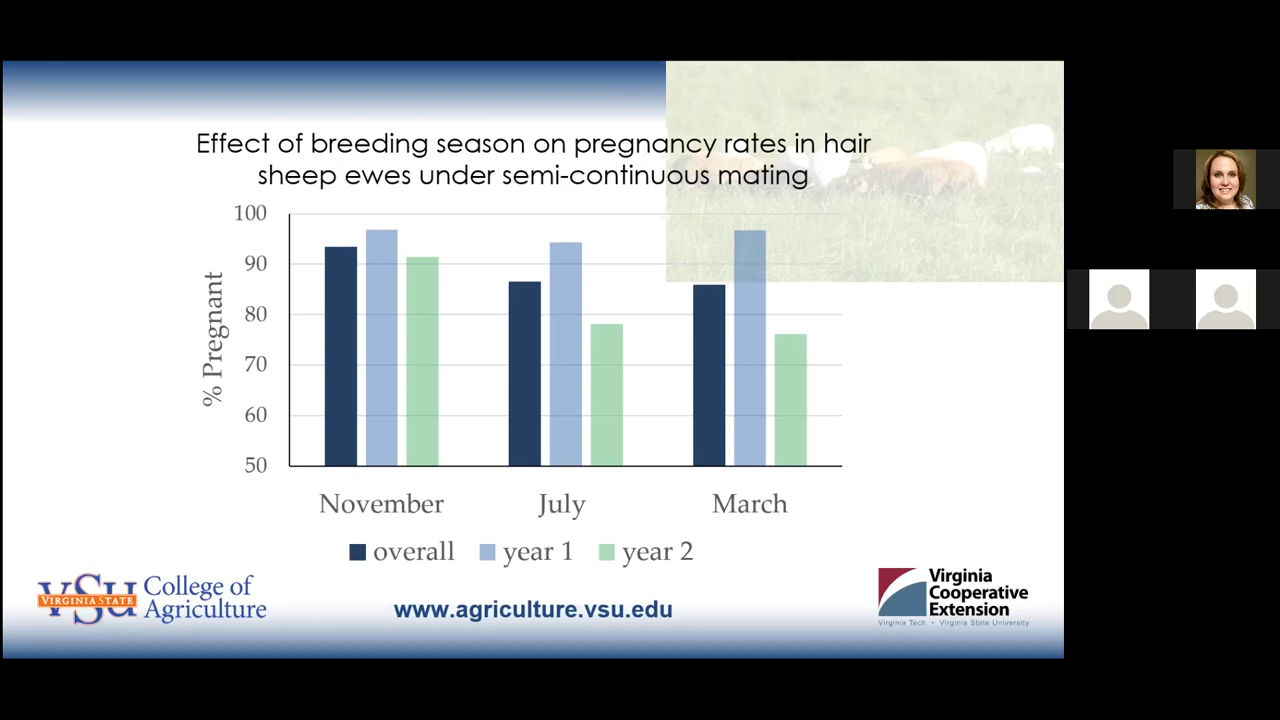 Effect of breeding season on pregnancy rates in hair
sheep ewes under semi-continuous mating
100
90
80
70
60
50
% Pregnant
November July March
overall year 1 year 2
VSU
VIRGINIA STATE
College of
Agriculture
www.agriculture.vsu.edu
Virginia
Cooperative
Extension
Virginia Tech • Virginia State University